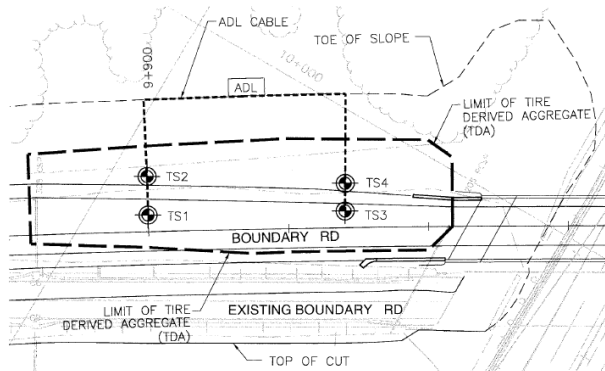 ADL CABLE
TOE OF SLOPE
9+900
10+000
ADL
LIMIT OF TIRE
DERIVED AGGREGATE
(TDA)
TS2
TS4
TS1
TS3
BOUNDARY RD
LIMIT OF TIRE
DERIVED AGGREGATE
(TDA)
EXISTING BOUNDARY RD
TOP OF CUT